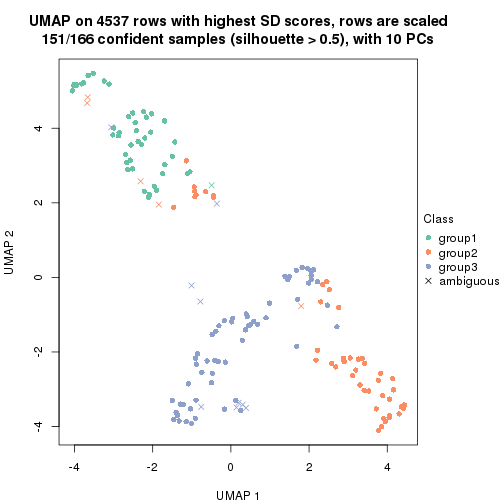 UMAP on 4537 rows with highest SD scores, rows are scaled
151/166 confident samples (silhouette > 0.5), with 10 PCs
UMAP 2
4
2
0
-2
-4
-4
-2
0
2
4
UMAP 1
Class
group1
group2
group3
ambiguous